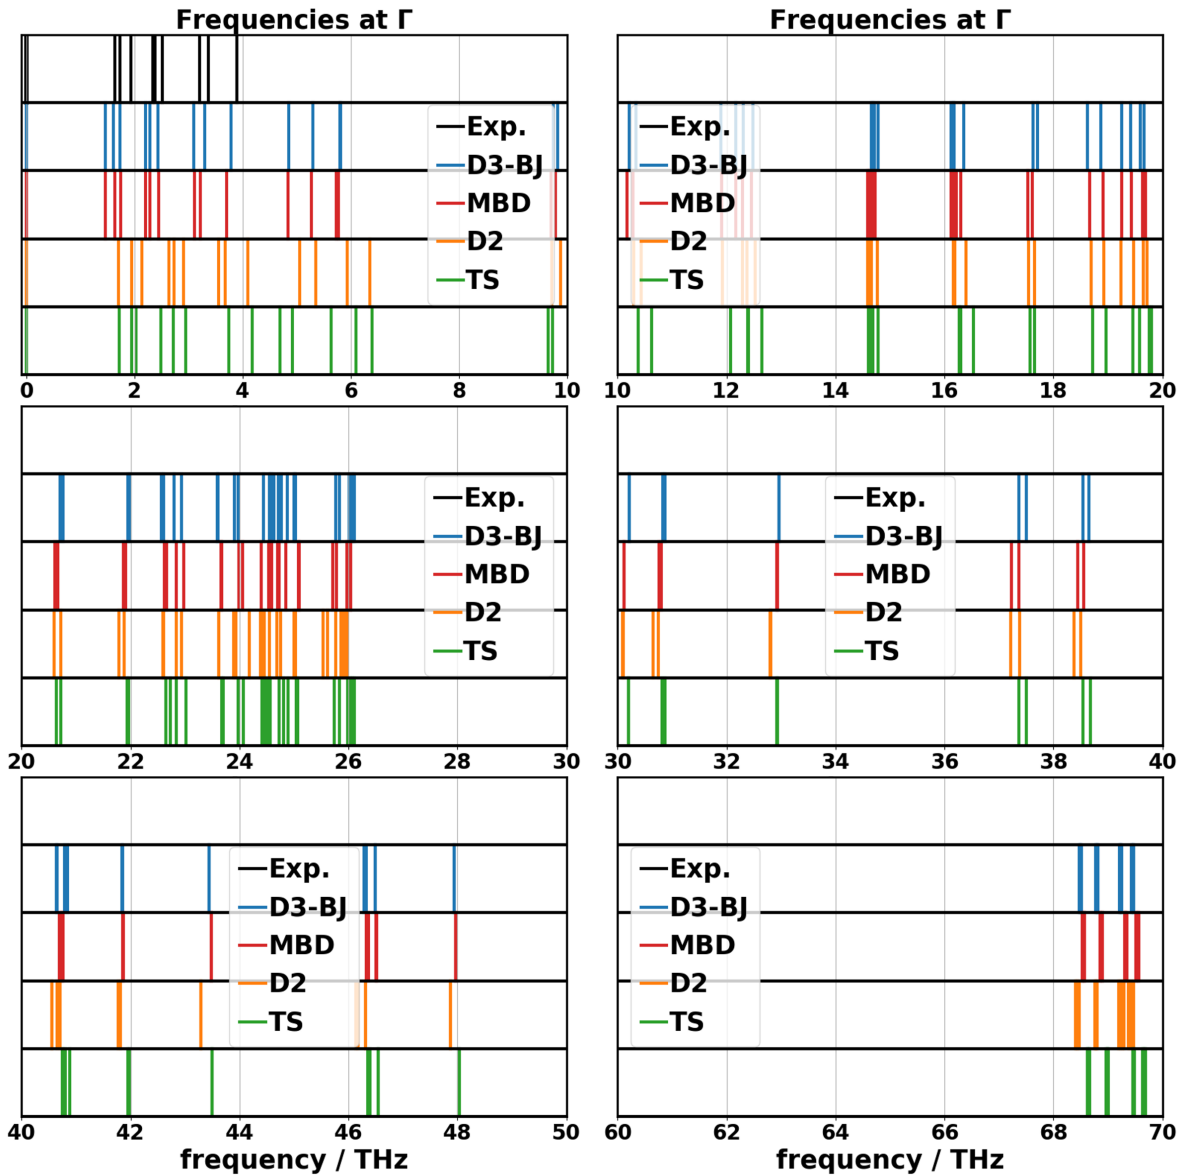 Frequencies at Γ
Frequencies at Γ
Exp.
D3-BJ
MBD
D2
TS
0 2 4 6 8 10
Exp.
D3-BJ
MBD
D2
TS
10 12 14 16 18 20
Exp.
D3-BJ
MBD
D2
TS
20 22 24 26 28 30
Exp.
D3-BJ
MBD
D2
TS
30 32 34 36 38 40
Exp.
D3-BJ
MBD
D2
TS
40 42 44 46 48 50
frequency / THz
Exp.
D3-BJ
MBD
D2
TS
60 62 64 66 68 70
frequency / THz